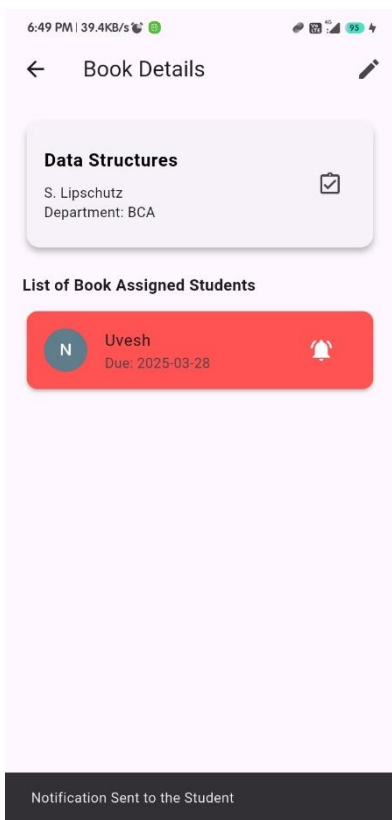 6:49 PM | 39.4KB/s
4G
95
Book Details
Data Structures
S. Lipschutz
Department: BCA
List of Book Assigned Students
N
Uvesh
Due: 2025-03-28
Notification Sent to the Student